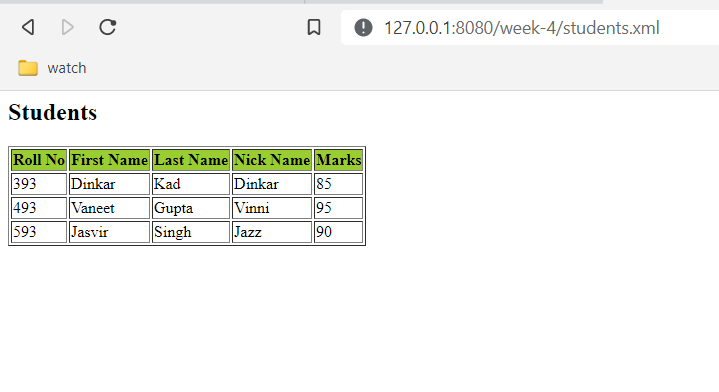 127.0.0.1:8080/week-4/students.xml
watch
Students
Roll No First Name Last Name Nick Name Marks
393 Dinkar Kad Dinkar 85
493 Vaneet Gupta Vinni 95
593 Jasvir Singh Jazz 90